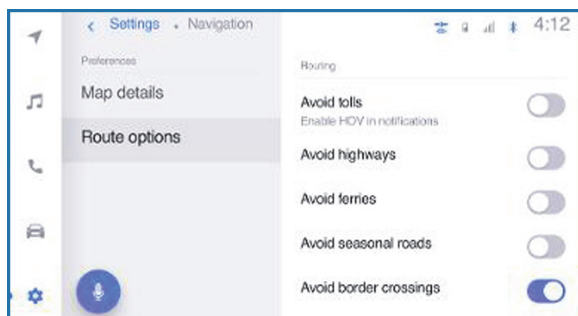 Settings • Navigation
4:12
Preferences
Map details
Route options
Routing
Avoid tolls
Enable HOV in notifications
Avoid highways
Avoid ferries
Avoid seasonal roads
Avoid border crossings